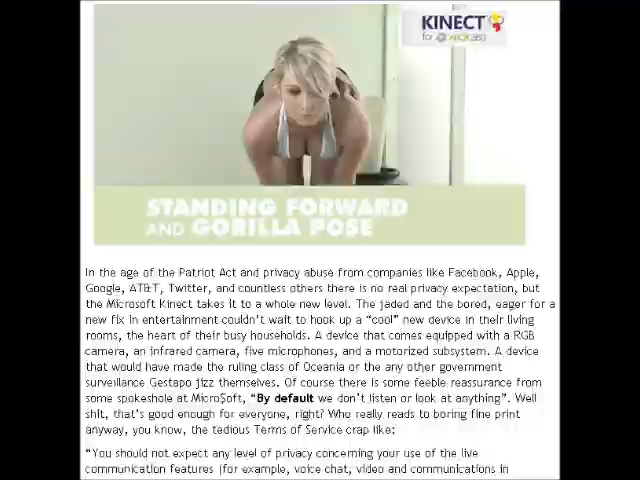 KINECT
for XBOX 360
STANDING FORWARD
AND GORILLA POSE
In the age of the Patriot Act and privacy abuse from companies like Facebook, Apple,
Google, AT&T, Twitter, and countless others there is no real privacy expectation, but
the Microsoft Kinect takes it to a whole new level. The jaded and the bored, eager for a
new fix in entertainment couldn't wait to hook up a "cool" new device in their living
rooms, the heart of their busy households. A device that comes equipped with a RGB
camera, an infrared camera, five microphones, and a motorized subsystem. A device
that would have made the ruling class of Oceania or the any other government
surveillance Gestapo jizz themselves. Of course there is some feeble reassurance from
some spokeshole at Micro$oft, "By default we don't listen or look at anything". Well
shit, that's good enough for everyone, right? Who really reads to boring fine print
anyway, you know, the tedious Terms of Service crap like:
"You should not expect any level of privacy concerning your use of the live
communication features (for example, voice chat, video and communications in